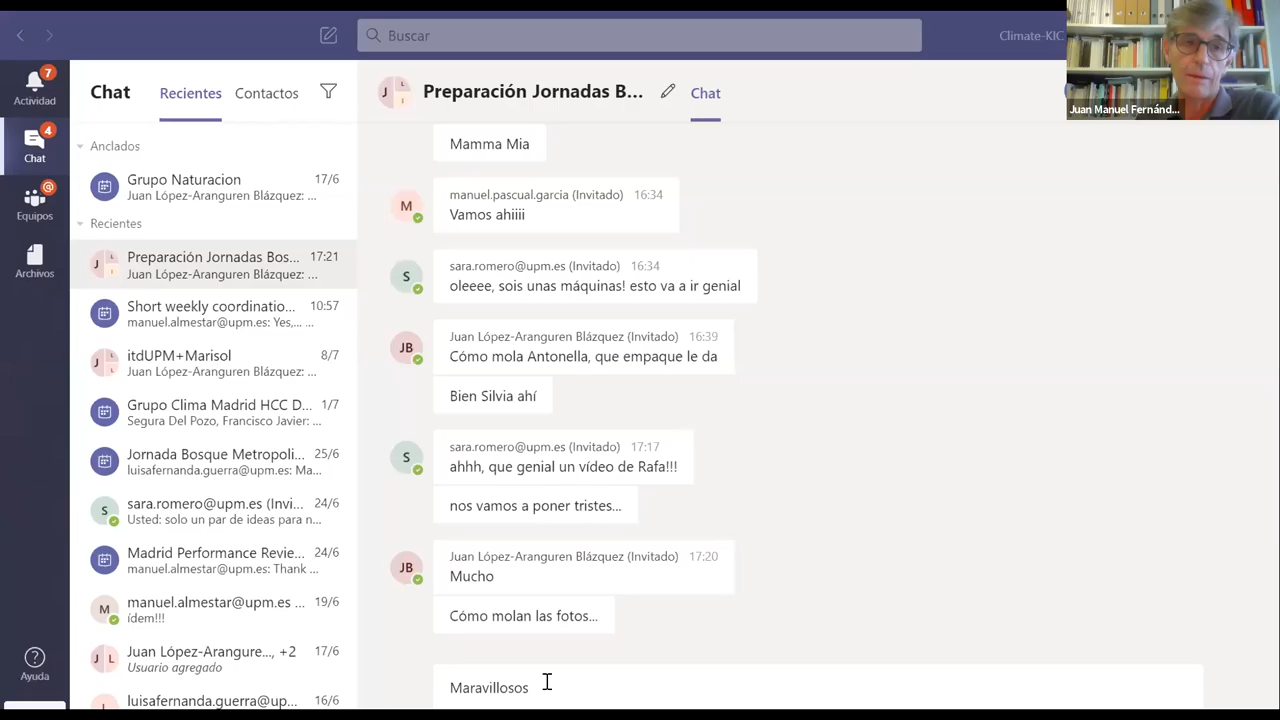 Buscar
Climate-KIC
Juan Manuel Fernánd...
7
Actividad
4
Chat
Equipos
Archivos
Ayuda
Chat
Recientes
Contactos
Anclados
Grupo Naturacion
17/6
Juan López-Aranguren Blázquez: ...
Recientes
Preparación Jornadas Bos...
17:21
Juan López-Aranguren Blázquez: ...
Short weekly coordinatio...
10:57
manuel.almestar@upm.es: Yes,... ...
itdUPM+Marisol
8/7
Juan López-Aranguren Blázquez: ...
Grupo Clima Madrid HCC D...
1/7
Segura Del Pozo, Francisco Javier: ...
Jornada Bosque Metropoli...
25/6
luisafernanda.guerra@upm.es: Ma...
sara.romero@upm.es (Invi...
24/6
Usted: solo un par de ideas para n...
Madrid Performance Revie...
24/6
manuel.almestar@upm.es: Thank ...
manuel.almestar@upm.es ...
19/6
ídem!!!
Juan López-Arangure..., +2
17/6
Usuario agregado
luisafernanda.guerra@up...
16/6
Preparación Jornadas B...
Chat
Mamma Mia
manuel.pascual.garcia (Invitado) 16:34
Vamos ahiiii
sara.romero@upm.es (Invitado) 16:34
oleeee, sois unas máquinas! esto va a ir genial
Juan López-Aranguren Blázquez (Invitado) 16:39
Cómo mola Antonella, que empaque le da
Bien Silvia ahí
sara.romero@upm.es (Invitado) 17:17
ahhh, que genial un vídeo de Rafa!!!
nos vamos a poner tristes...
Juan López-Aranguren Blázquez (Invitado) 17:20
Mucho
Cómo molan las fotos...
Maravillosos